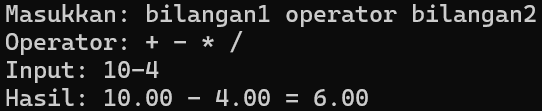 Masukkan: bilangan1 operator bilangan2
Operator: + - * /
Input: 10-4
Hasil: 10.00 - 4.00 = 6.00